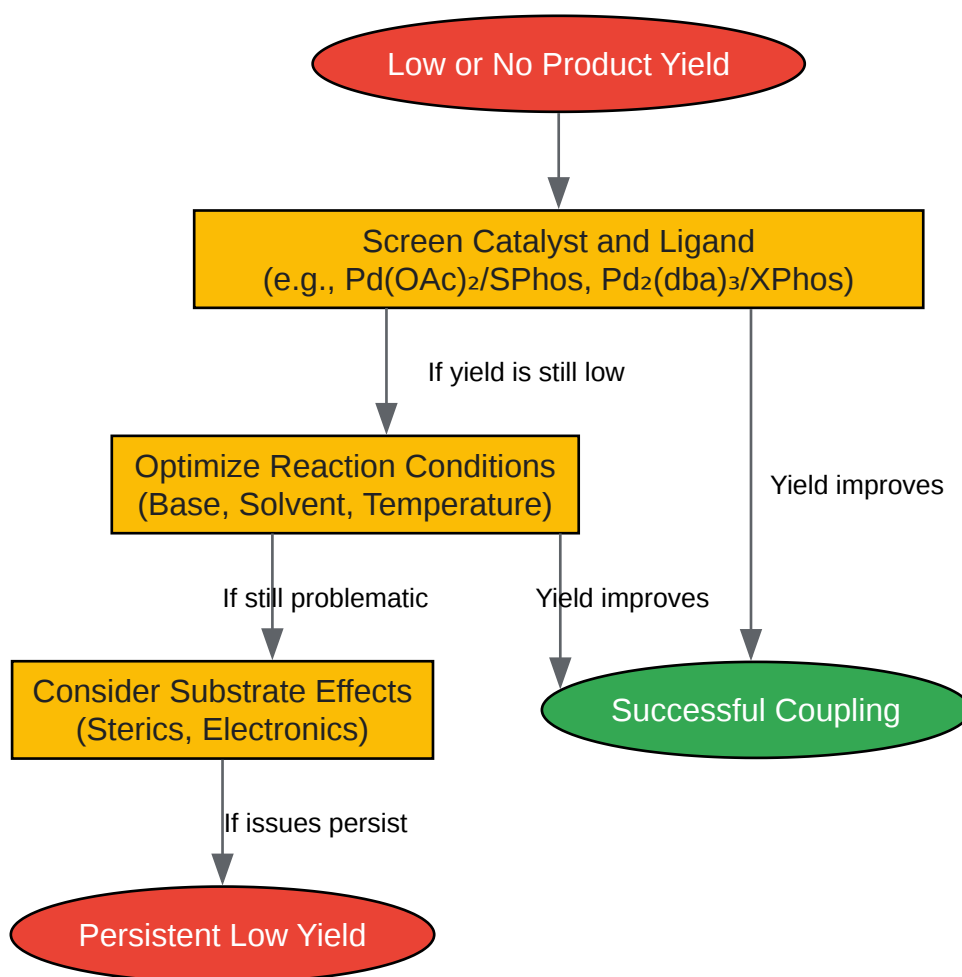 Low or No Product Yield
Screen Catalyst and Ligand
(e.g., Pd(OAc)₂/SPhos, Pd₂(dba)₃/XPhos)
If yield is still low
Optimize Reaction Conditions
(Base, Solvent, Temperature)
Yield improves
If still problematic
Yield improves
Consider Substrate Effects
(Sterics, Electronics)
Successful Coupling
If issues persist
Persistent Low Yield